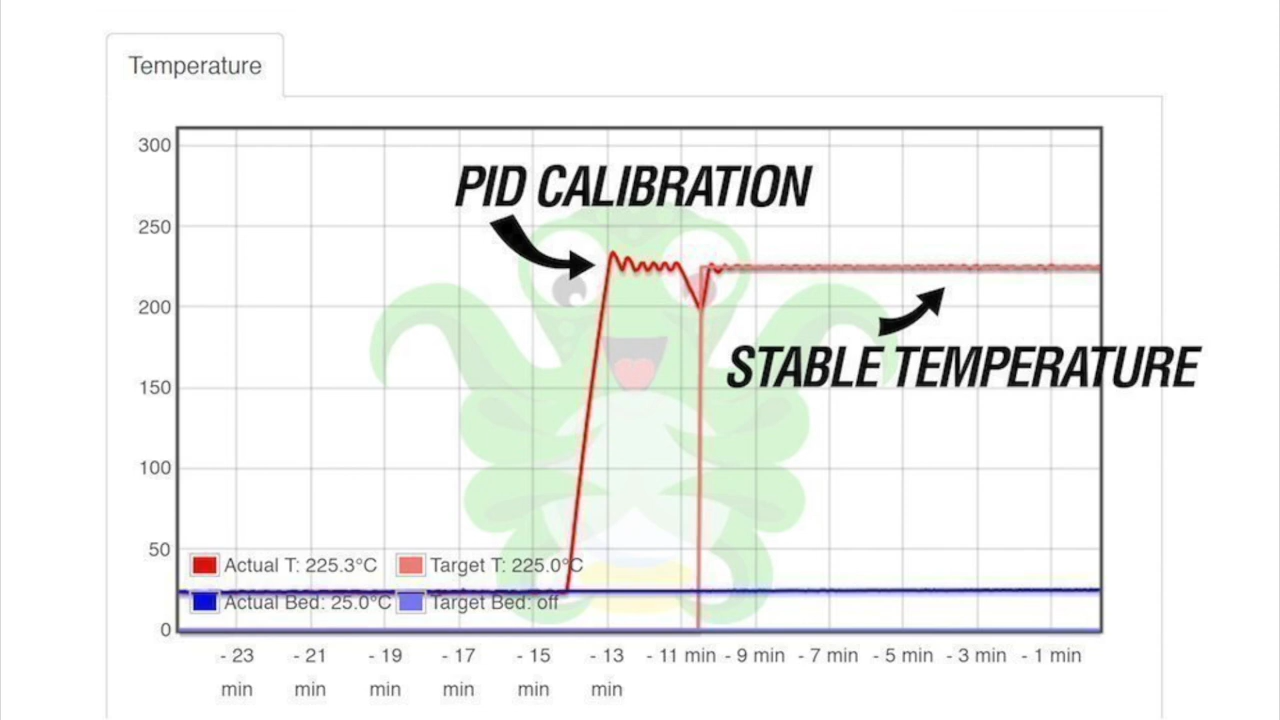 Temperature
300
PID CALIBRATION
250
200
STABLE TEMPERATURE
150
100
50
Actual T: 225.3°C Target T: 225.0°C
Actual Bed: 25.0°C Target Bed: off
0
- 23 min - 21 min - 19 min - 17 min - 15 min - 13 min - 11 min - 9 min - 7 min - 5 min - 3 min - 1 min